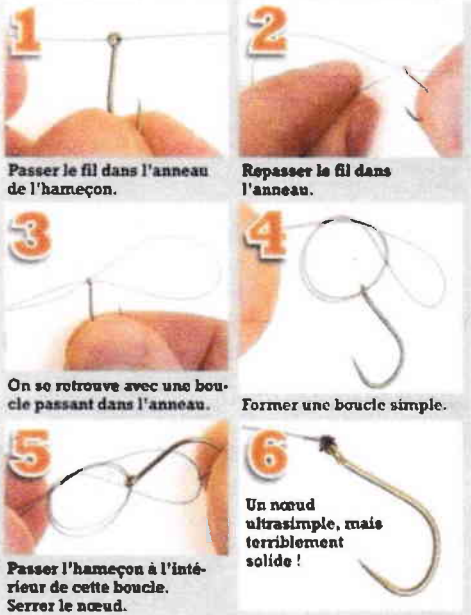 1
Passer le fil dans l'anneau
de l'hameçon.
2
Repasser le fil dans
l'anneau.
3
On se retrouve avec une bou-
cle passant dans l'anneau.
4
Former une boucle simple.
5
Passer l'hameçon à l'inté-
rieur de cette boucle.
Serrer le nœud.
6
Un nœud
ultrasimple, mais
terriblement
solide !